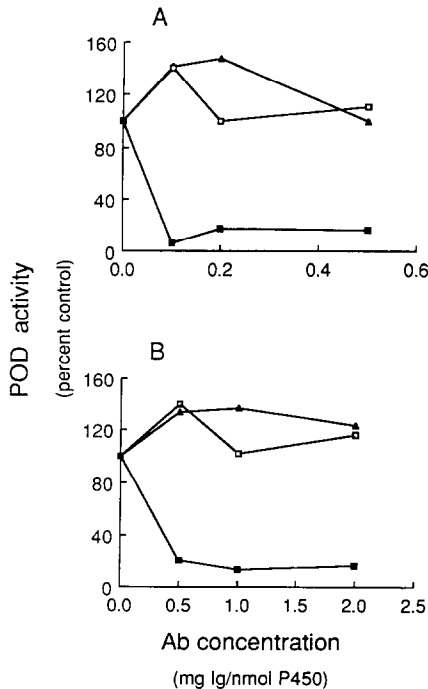 A
160
120
80
40
0
0.0 0.2 0.4 0.6
POD activity
(percent control)
B
160
120
80
40
0
0.0 0.5 1.0 1.5 2.0 2.5
Ab concentration
(mg Ig/nmol P450)